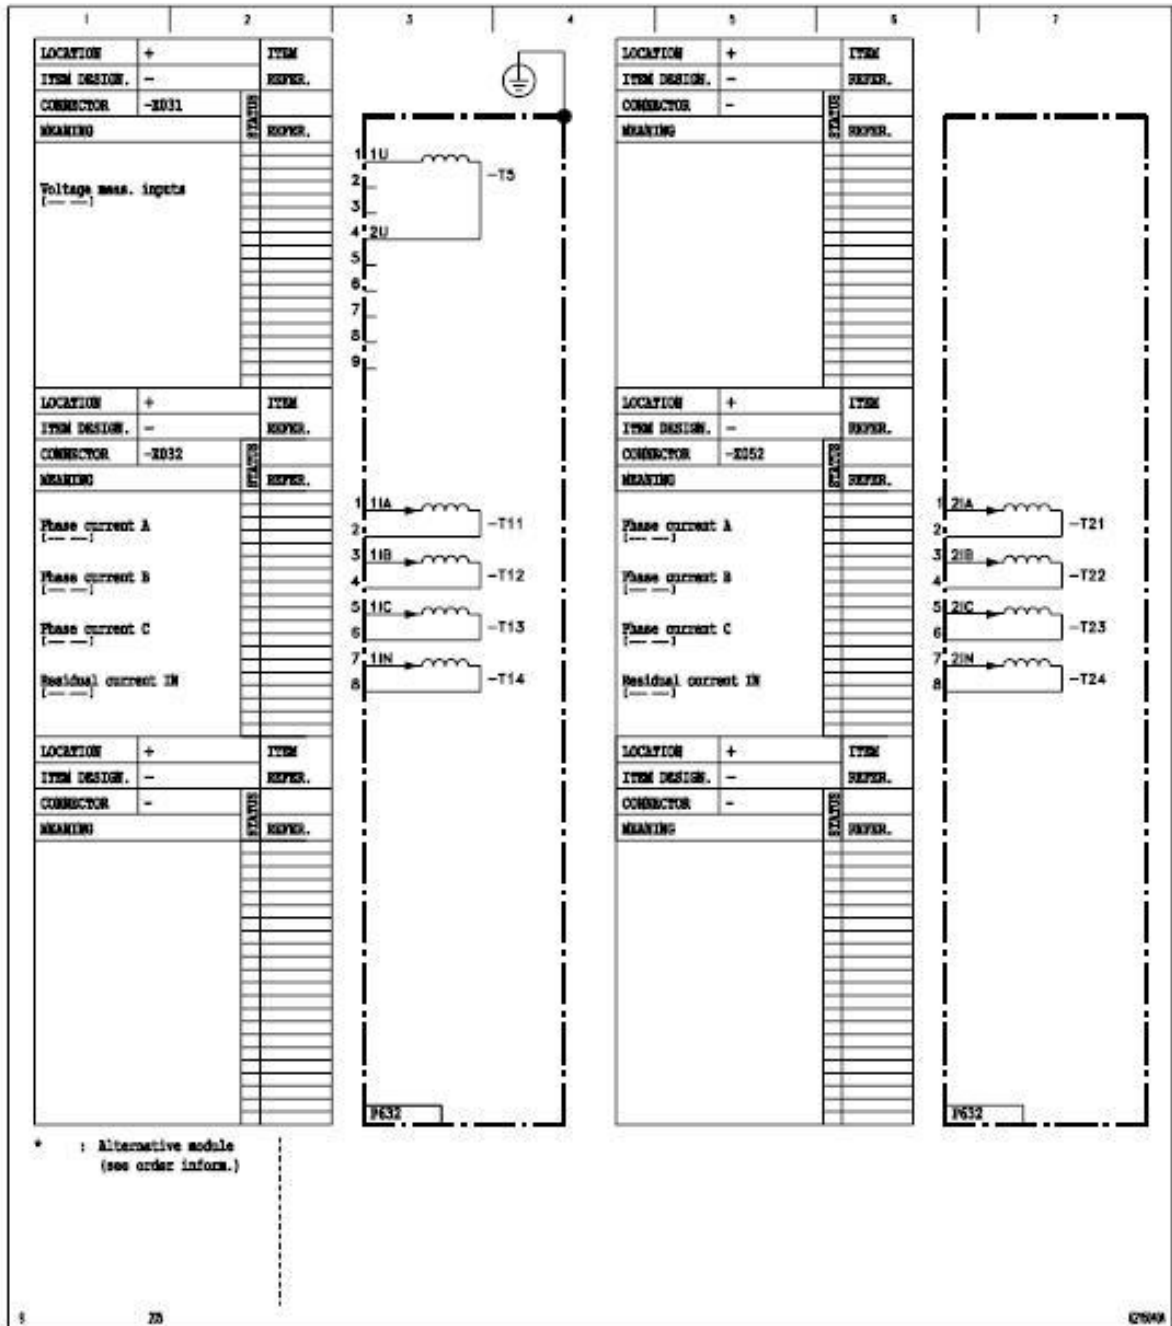 1 2 3 4 5 6 7
LOCATION + ITEM
ITEM DESIGN. - REFER.
CONNECTOR -X031 STATUS
MEANING REFER.
Voltage meas. inputs
[--- ---]
1 1U
-T5
2
3
4 2U
5
6
7
8
9
LOCATION + ITEM
ITEM DESIGN. - REFER.
CONNECTOR -X032 STATUS
MEANING REFER.
Phase current A
[--- ---]
Phase current B
[--- ---]
Phase current C
[--- ---]
Residual current IN
[--- ---]
1 1IA
2 -T11
3 1IB
4 -T12
5 1IC
6 -T13
7 1IN
8 -T14
LOCATION + ITEM
ITEM DESIGN. - REFER.
CONNECTOR - STATUS
MEANING REFER.
P632
LOCATION + ITEM
ITEM DESIGN. - REFER.
CONNECTOR - STATUS
MEANING REFER.
LOCATION + ITEM
ITEM DESIGN. - REFER.
CONNECTOR -X052 STATUS
MEANING REFER.
Phase current A
[--- ---]
Phase current B
[--- ---]
Phase current C
[--- ---]
Residual current IN
[--- ---]
1 2IA
2 -T21
3 2IB
4 -T22
5 2IC
6 -T23
7 2IN
8 -T24
LOCATION + ITEM
ITEM DESIGN. - REFER.
CONNECTOR - STATUS
MEANING REFER.
P632
* : Alternative module
(see order inform.)